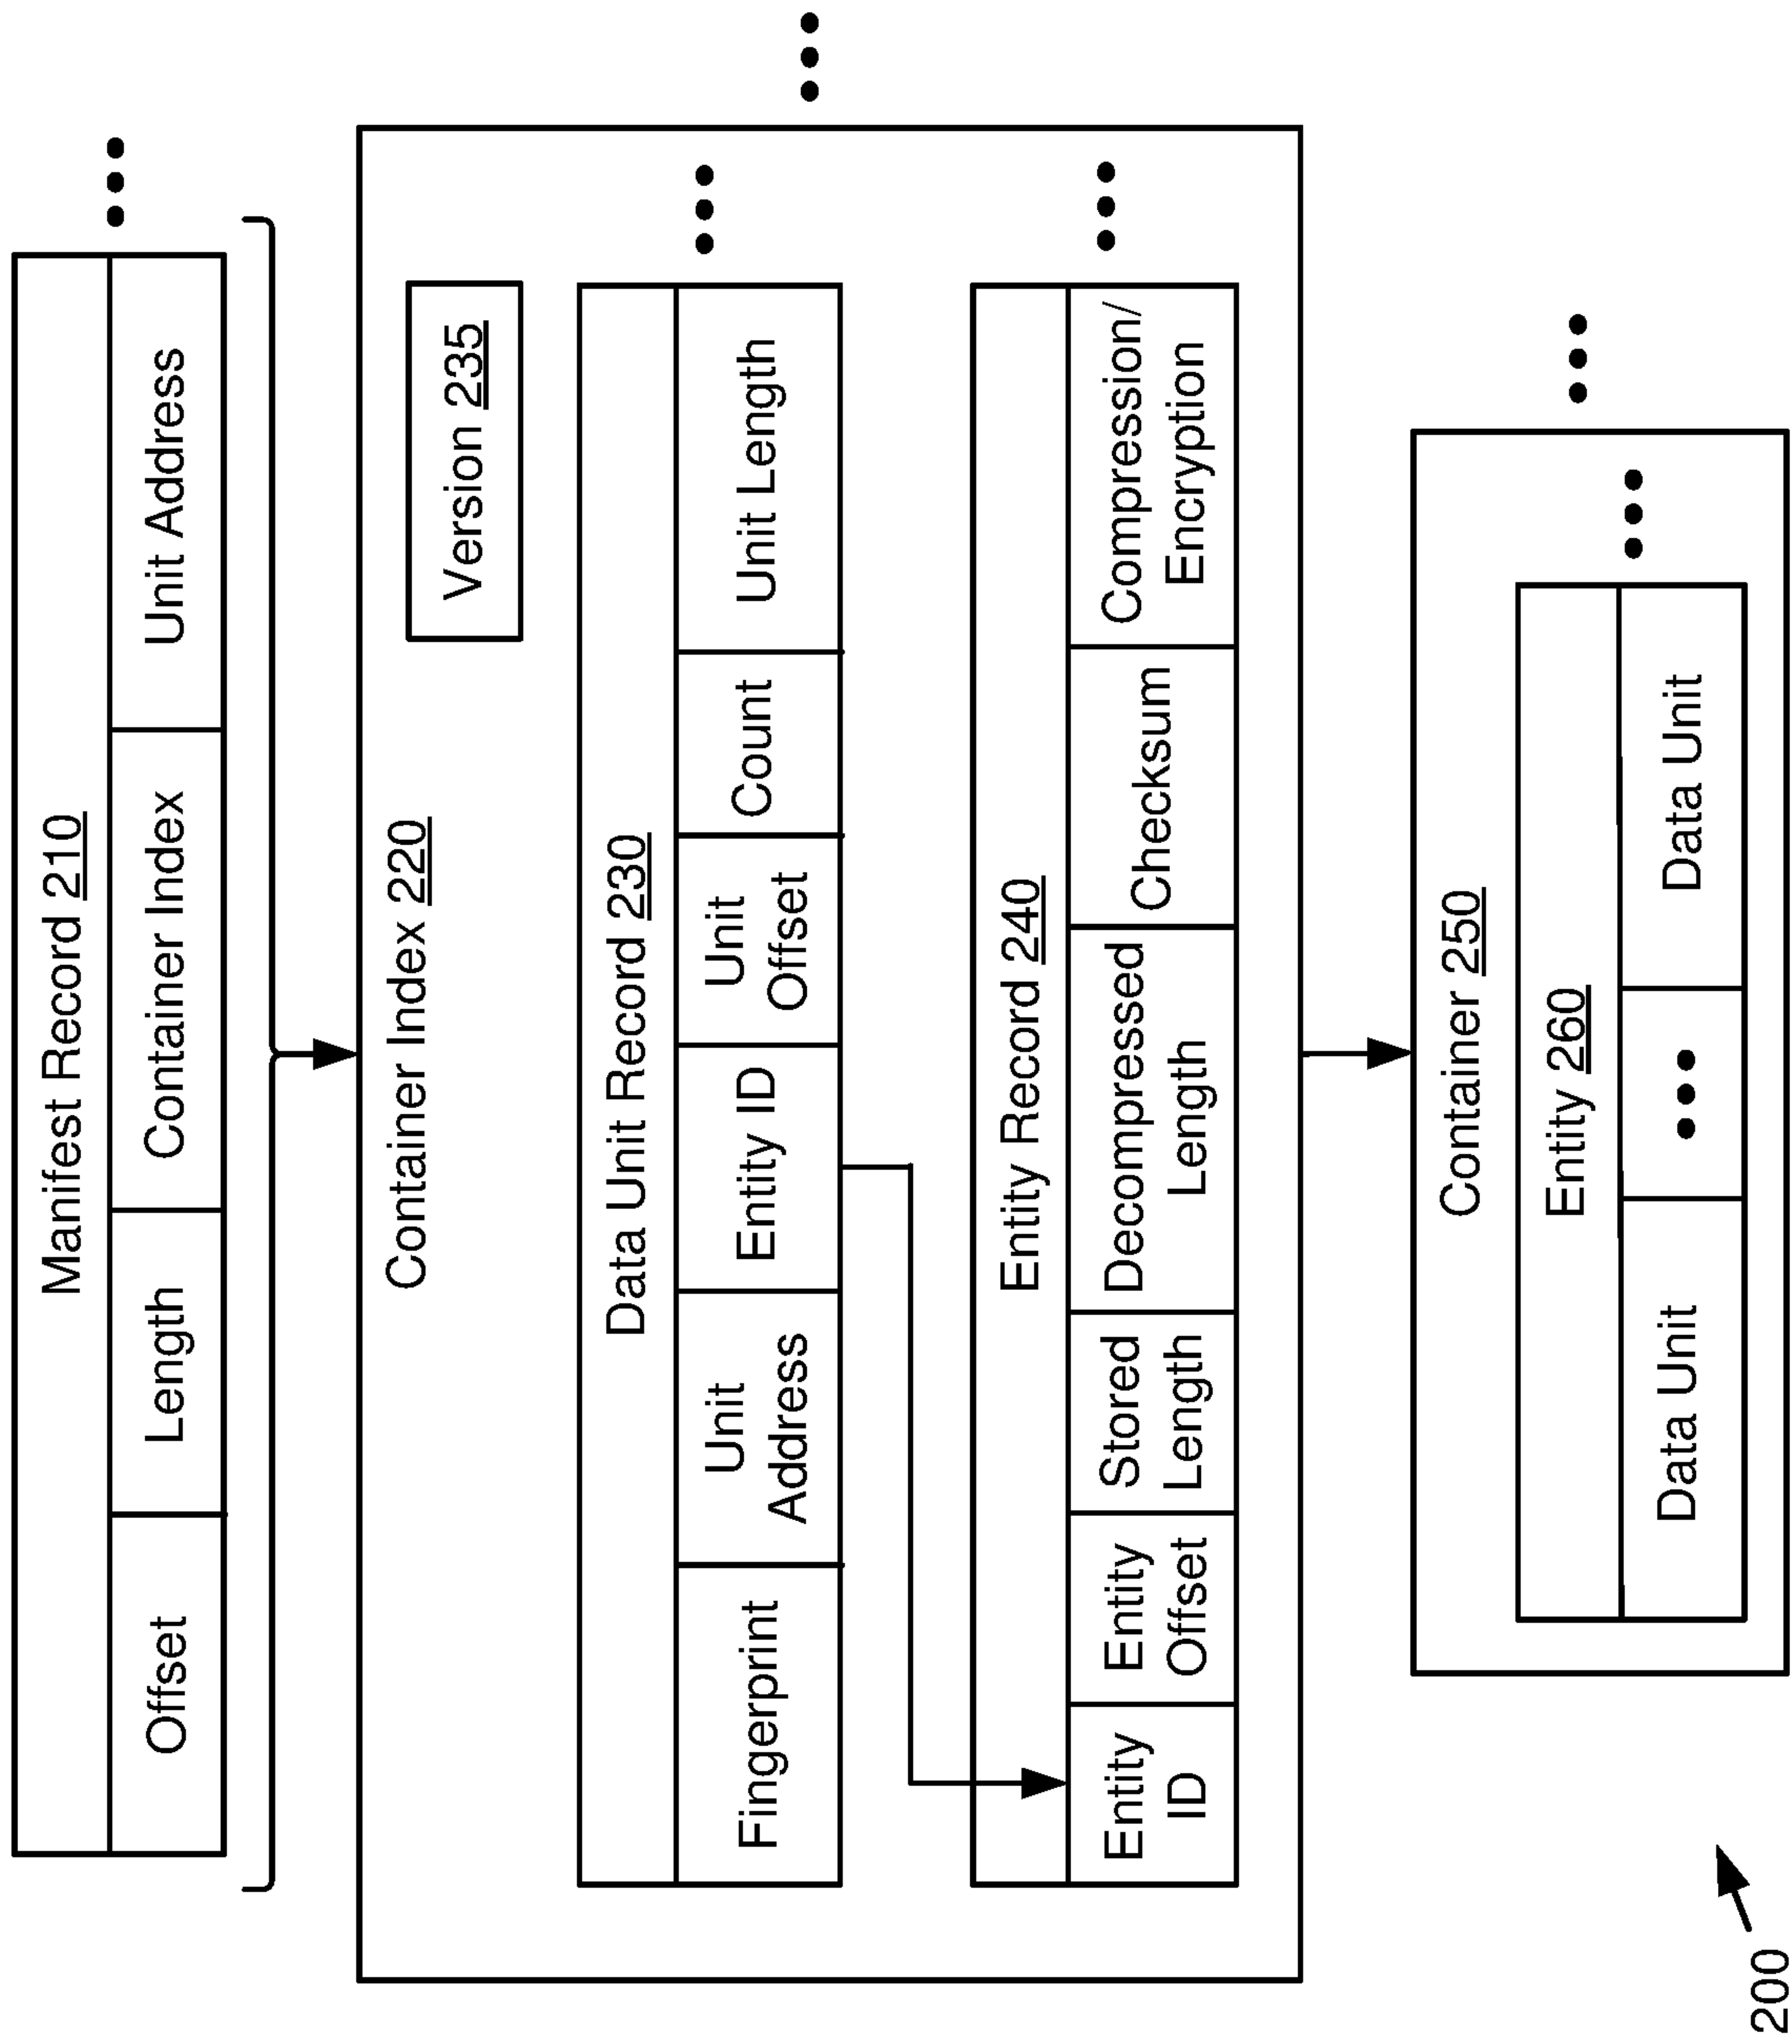 Manifest Record 210
Offset
Length
Container Index
Unit Address
Container Index 220
Version 235
Data Unit Record 230
Fingerprint
Unit
Address
Entity ID
Unit
Offset
Count
Unit Length
Entity Record 240
Entity
ID
Entity
Offset
Stored
Length
Decompressed
Length
Checksum
Compression/
Encryption
Container 250
Entity 260
Data Unit
Data Unit
200